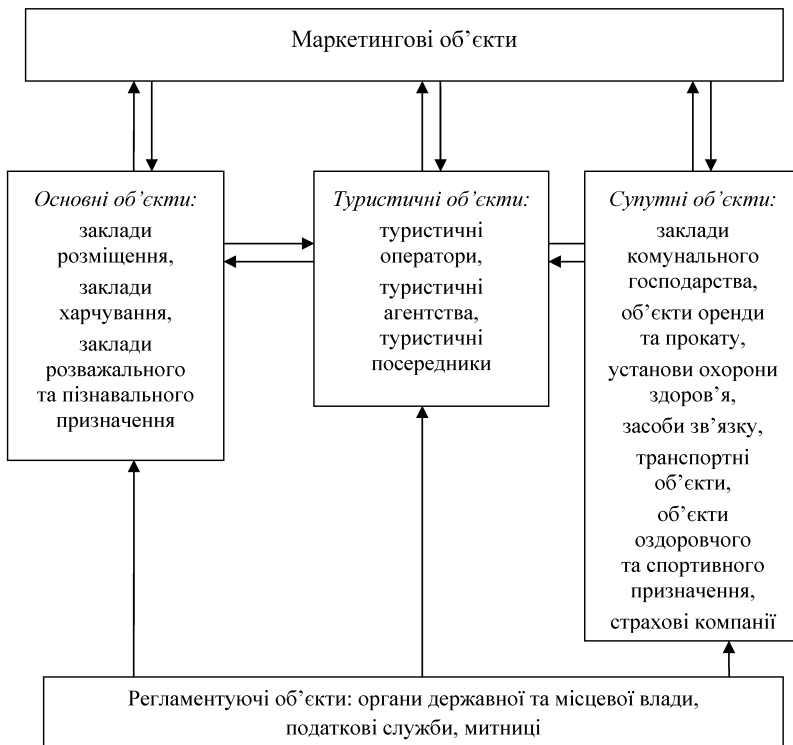 Маркетингові об’єкти
Основні об’єкти:
заклади
розміщення,
заклади
харчування,
заклади
розважального
та пізнавального
призначення
Туристичні об’єкти:
туристичні
оператори,
туристичні
агентства,
туристичні
посередники
Супутні об’єкти:
заклади
комунального
господарства,
об’єкти оренди
та прокату,
установи охорони
здоров’я,
засоби зв’язку,
транспортні
об’єкти,
об’єкти
оздоровчого
та спортивного
призначення,
страхові компанії
Регламентуючі об’єкти: органи державної та місцевої влади,
податкові служби, митниці